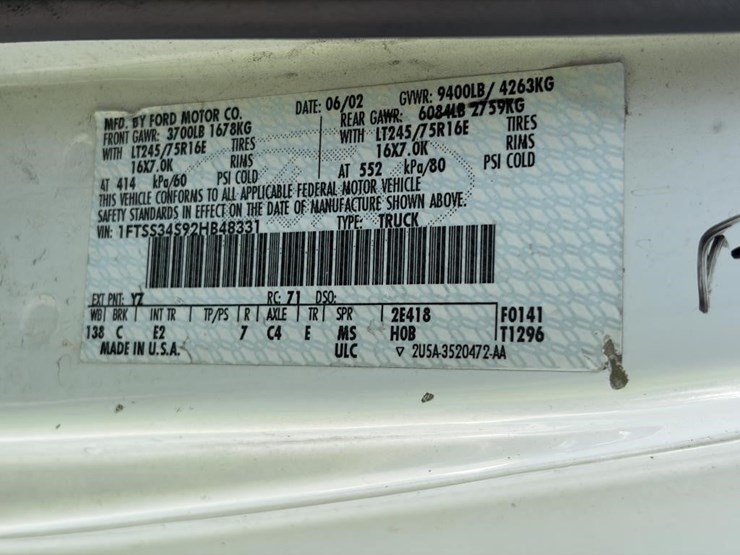 MFD. BY FORD MOTOR CO. DATE: 06/02 GVWR: 9400LB/ 4263KG
FRONT GAWR: 3700LB 1678KG REAR GAWR: 6084LB 2759KG
WITH LT245/75R16E TIRES WITH LT245/75R16E TIRES
16X7.0K RIMS 16X7.0K RIMS
AT 414 kPa/60 PSI COLD AT 552 kPa/80 PSI COLD
THIS VEHICLE CONFORMS TO ALL APPLICABLE FEDERAL MOTOR VEHICLE
SAFETY STANDARDS IN EFFECT ON THE DATE OF MANUFACTURE SHOWN ABOVE.
VIN: 1FTSS34S92HB48331 TYPE: TRUCK
EXT PNT: YZ RC: 71 DSO:
WB BRK INT TR TP/PS R AXLE TR SPR 2E418 F0141
138 C E2 7 C4 E MS H0B T1296
MADE IN U.S.A. ULC ▽ 2U5A-3520472-AA